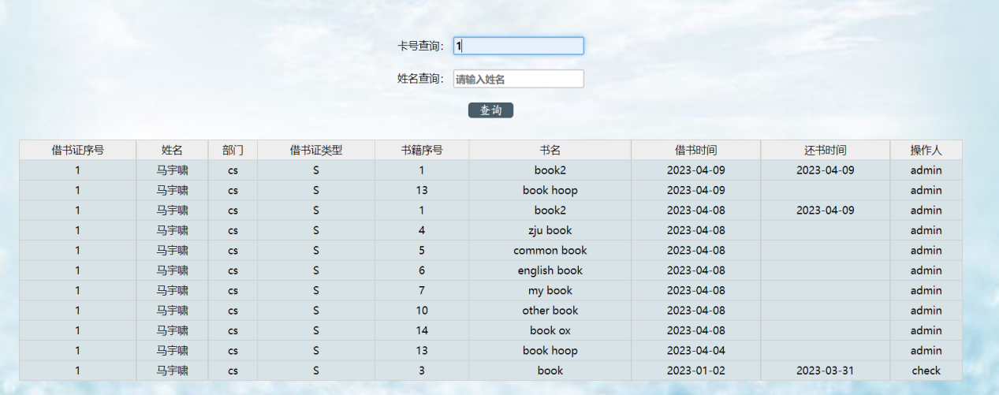 卡号查询： 1
姓名查询： 请输入姓名
查询
借书证序号 姓名 部门 借书证类型 书籍序号 书名 借书时间 还书时间 操作人
1 马宇啸 cs S 1 book2 2023-04-09 2023-04-09 admin
1 马宇啸 cs S 13 book hoop 2023-04-09 admin
1 马宇啸 cs S 1 book2 2023-04-08 2023-04-09 admin
1 马宇啸 cs S 4 zju book 2023-04-08 admin
1 马宇啸 cs S 5 common book 2023-04-08 admin
1 马宇啸 cs S 6 english book 2023-04-08 admin
1 马宇啸 cs S 7 my book 2023-04-08 admin
1 马宇啸 cs S 10 other book 2023-04-08 admin
1 马宇啸 cs S 14 book ox 2023-04-08 admin
1 马宇啸 cs S 13 book hoop 2023-04-04 admin
1 马宇啸 cs S 3 book 2023-01-02 2023-03-31 check